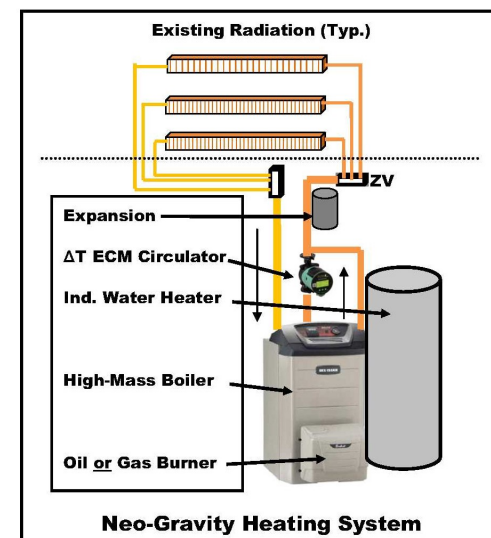 Existing Radiation (Typ.)
ZV
Expansion
ΔT ECM Circulator
Ind. Water Heater
High-Mass Boiler
Oil or Gas Burner
Neo-Gravity Heating System